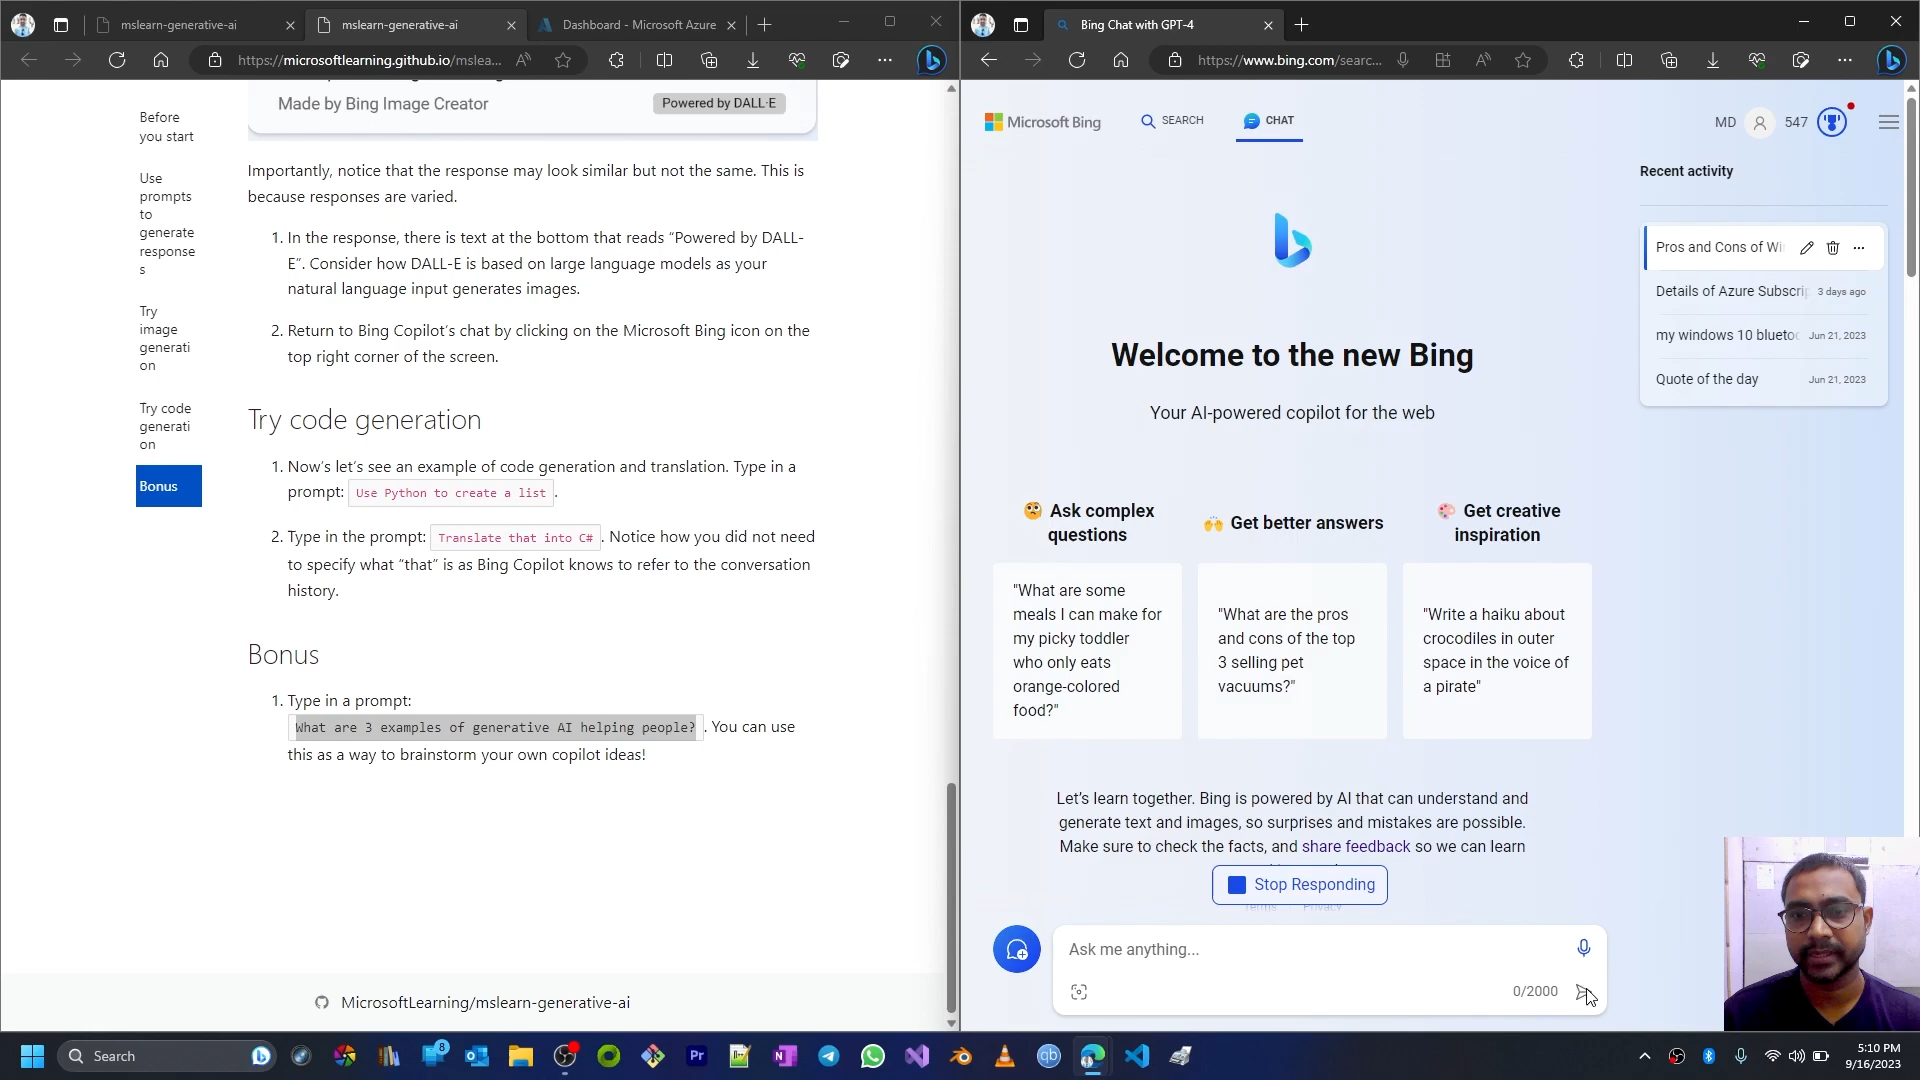 mslearn-generative-ai
mslearn-generative-ai
Dashboard - Microsoft Azure
https://microsoftlearning.github.io/mslea...
Before
you start
Use
prompts
to
generate
response
s
Try
image
generati
on
Try code
generati
on
Bonus
Made by Bing Image Creator
Powered by DALL·E
Importantly, notice that the response may look similar but not the same. This is
because responses are varied.
1. In the response, there is text at the bottom that reads “Powered by DALL-
E”. Consider how DALL-E is based on large language models as your
natural language input generates images.
2. Return to Bing Copilot’s chat by clicking on the Microsoft Bing icon on the
top right corner of the screen.
Try code generation
1. Now’s let’s see an example of code generation and translation. Type in a
prompt: Use Python to create a list.
2. Type in the prompt: Translate that into C#. Notice how you did not need
to specify what “that” is as Bing Copilot knows to refer to the conversation
history.
Bonus
1. Type in a prompt:
What are 3 examples of generative AI helping people?. You can use
this as a way to brainstorm your own copilot ideas!
MicrosoftLearning/mslearn-generative-ai
Bing Chat with GPT-4
https://www.bing.com/searc...
Microsoft Bing
SEARCH
CHAT
MD
547
Recent activity
Pros and Cons of Wi
Details of Azure Subscrip 3 days ago
my windows 10 bluetoo Jun 21, 2023
Quote of the day Jun 21, 2023
Welcome to the new Bing
Your AI-powered copilot for the web
Ask complex
questions
"What are some
meals I can make for
my picky toddler
who only eats
orange-colored
food?"
Get better answers
"What are the pros
and cons of the top
3 selling pet
vacuums?"
Get creative
inspiration
"Write a haiku about
crocodiles in outer
space in the voice of
a pirate"
Let’s learn together. Bing is powered by AI that can understand and
generate text and images, so surprises and mistakes are possible.
Make sure to check the facts, and share feedback so we can learn
Stop Responding
Terms Privacy
Ask me anything...
0/2000
Search
8
Pr
N
qb
5:10 PM
9/16/2023